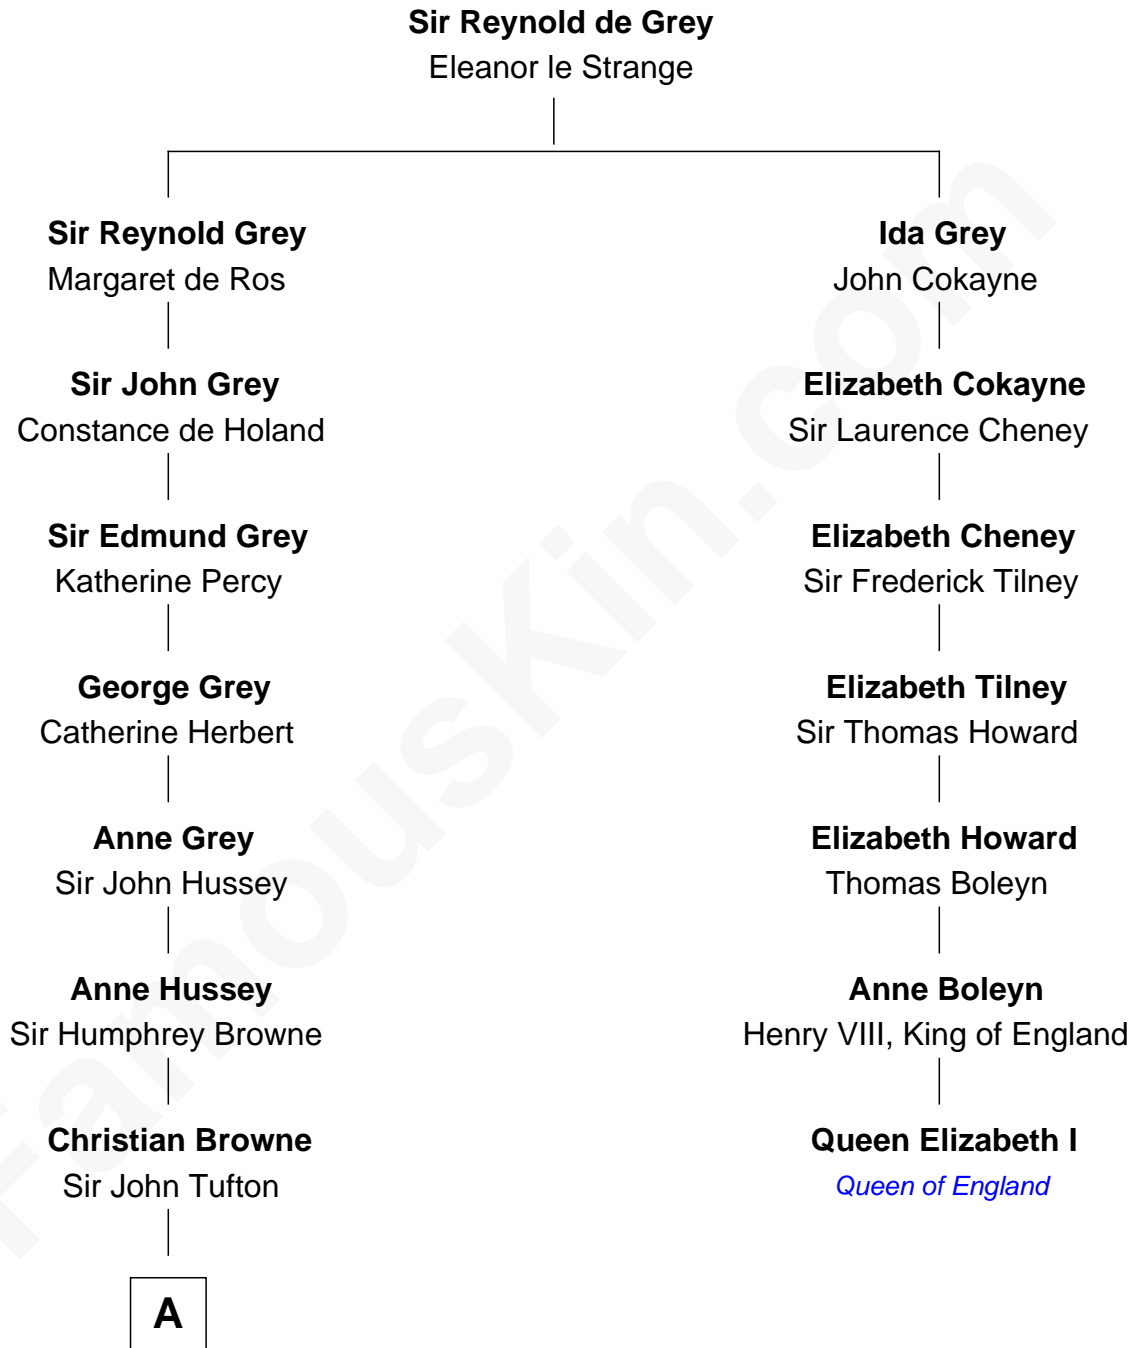 Sir Reynold de Grey
Eleanor le Strange
Sir Reynold Grey
Margaret de Ros
Ida Grey
John Cokayne
Sir John Grey
Constance de Holand
Elizabeth Cokayne
Sir Laurence Cheney
Sir Edmund Grey
Katherine Percy
Elizabeth Cheney
Sir Frederick Tilney
George Grey
Catherine Herbert
Elizabeth Tilney
Sir Thomas Howard
Anne Grey
Sir John Hussey
Elizabeth Howard
Thomas Boleyn
Anne Hussey
Sir Humphrey Browne
Anne Boleyn
Henry VIII, King of England
Christian Browne
Sir John Tufton
Queen Elizabeth I
Queen of England
A
FamousKin.com